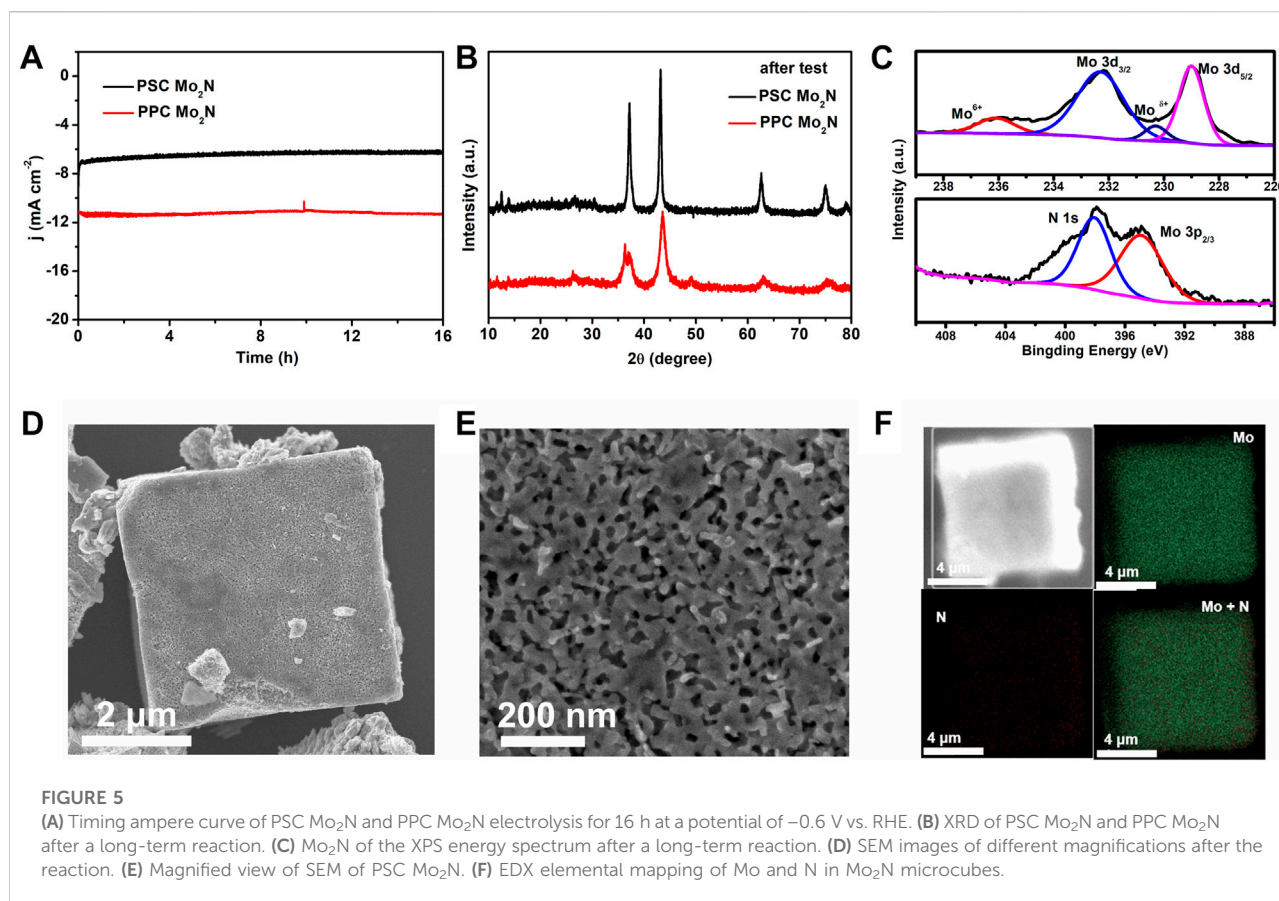 A
0
-4
-8
-12
-16
-20
j (mA cm⁻²)
PSC Mo₂N
PPC Mo₂N
0 4 8 12 16
Time (h)
B
after test
PSC Mo₂N
PPC Mo₂N
Intensity (a.u.)
10 20 30 40 50 60 70 80
2θ (degree)
C
Mo 3d₃/₂
Mo 3d₅/₂
Mo⁶⁺
Mo δ⁺
239 236 234 232 230 228 220
N 1s
Mo 3p₂/₃
Intensity (a.u.)
408 404 400 396 392 388
Bingding Energy (eV)
D
2 μm
E
200 nm
F
4 μm
Mo
4 μm
N
4 μm
Mo + N
4 μm
FIGURE 5
(A) Timing ampere curve of PSC Mo₂N and PPC Mo₂N electrolysis for 16 h at a potential of −0.6 V vs. RHE. (B) XRD of PSC Mo₂N and PPC Mo₂N
after a long-term reaction. (C) Mo₂N of the XPS energy spectrum after a long-term reaction. (D) SEM images of different magnifications after the
reaction. (E) Magnified view of SEM of PSC Mo₂N. (F) EDX elemental mapping of Mo and N in Mo₂N microcubes.